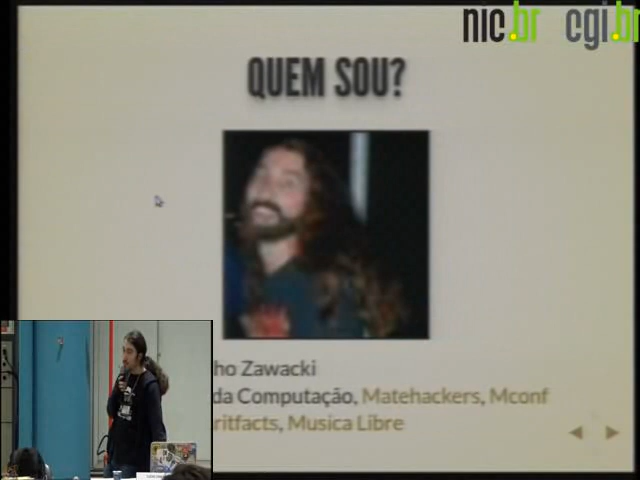 nic.br cgi.br
QUEM SOU?
ho Zawacki
da Computação, Matehackers, Mconf
ritfacts, Musica Libre